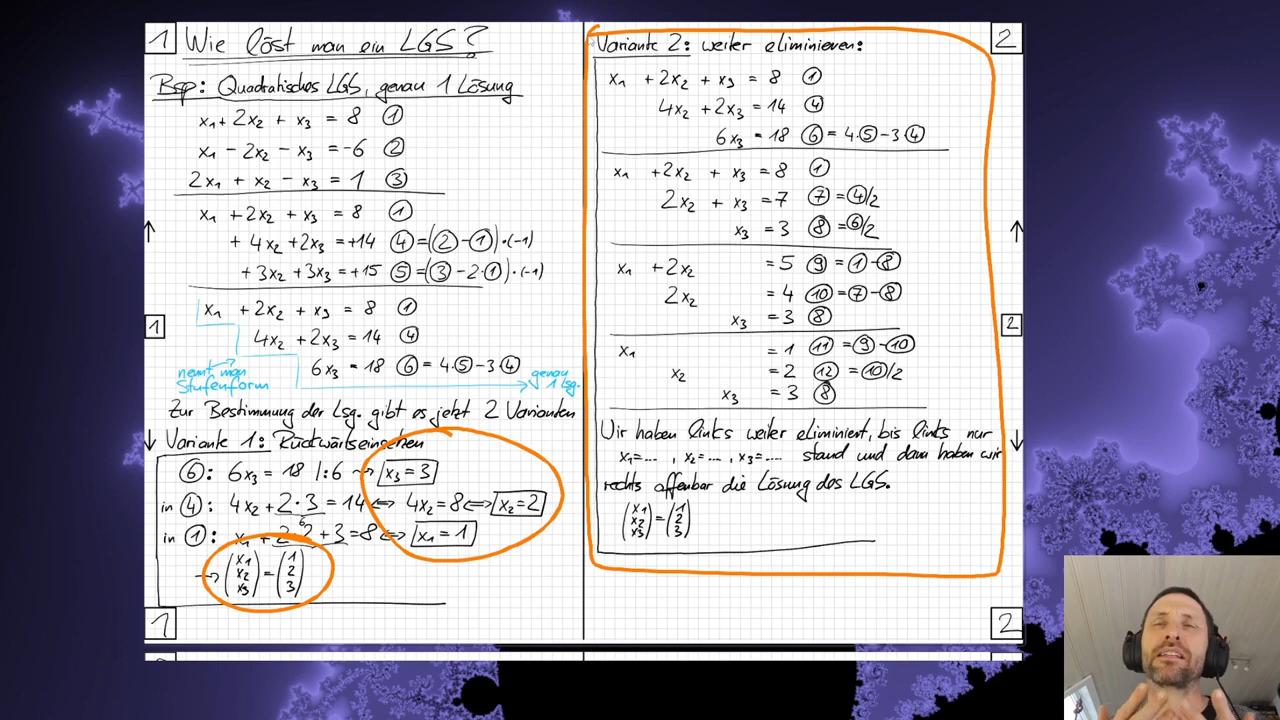 1 Wie löst man ein LGS?
Bsp: Quadratisches LGS, genau 1 Lösung
x₁ + 2x₂ + x₃ = 8 ①
x₁ - 2x₂ - x₃ = -6 ②
2x₁ + x₂ - x₃ = 1 ③
x₁ + 2x₂ + x₃ = 8 ①
+ 4x₂ + 2x₃ = +14 ④ = (② - ①) · (-1)
+ 3x₂ + 3x₃ = +15 ⑤ = (③ - 2·①) · (-1)
x₁ + 2x₂ + x₃ = 8 ①
4x₂ + 2x₃ = 14 ④
6x₃ = 18 ⑥ = 4·⑤ - 3④
nennt man
Stufenform
genau
1 Lsg.
1
Zur Bestimmung der Lsg. gibt es jetzt 2 Varianten
Variante 1: Rückwärtseinsetzen
⑥: 6x₃ = 18 |:6 → x₃ = 3
in ④: 4x₂ + 2·3 = 14 ⇔ 4x₂ = 8 ⇔ x₂ = 2
6
in ①: x₁ + 2·2 + 3 = 8 ⇔ x₁ = 1
→ (x₁ x₂ x₃) = (1 2 3)
1
Variante 2: weiter eliminieren: 2
x₁ + 2x₂ + x₃ = 8 ①
4x₂ + 2x₃ = 14 ④
6x₃ = 18 ⑥ = 4·⑤ - 3④
x₁ + 2x₂ + x₃ = 8 ①
2x₂ + x₃ = 7 ⑦ = ④/2
x₃ = 3 ⑧ = ⑥/2
x₁ + 2x₂ = 5 ⑨ = ① - ⑧
2x₂ = 4 ⑩ = ⑦ - ⑧
x₃ = 3 ⑧
2
x₁ = 1 ⑪ = ⑨ - ⑩
x₂ = 2 ⑫ = ⑩/2
x₃ = 3 ⑧
Wir haben links weiter eliminiert, bis links nur
x₁ = ...., x₂ = ...., x₃ = .... stand und dann haben wir
rechts offenbar die Lösung des LGS.
(x₁ x₂ x₃) = (1 2 3)
2